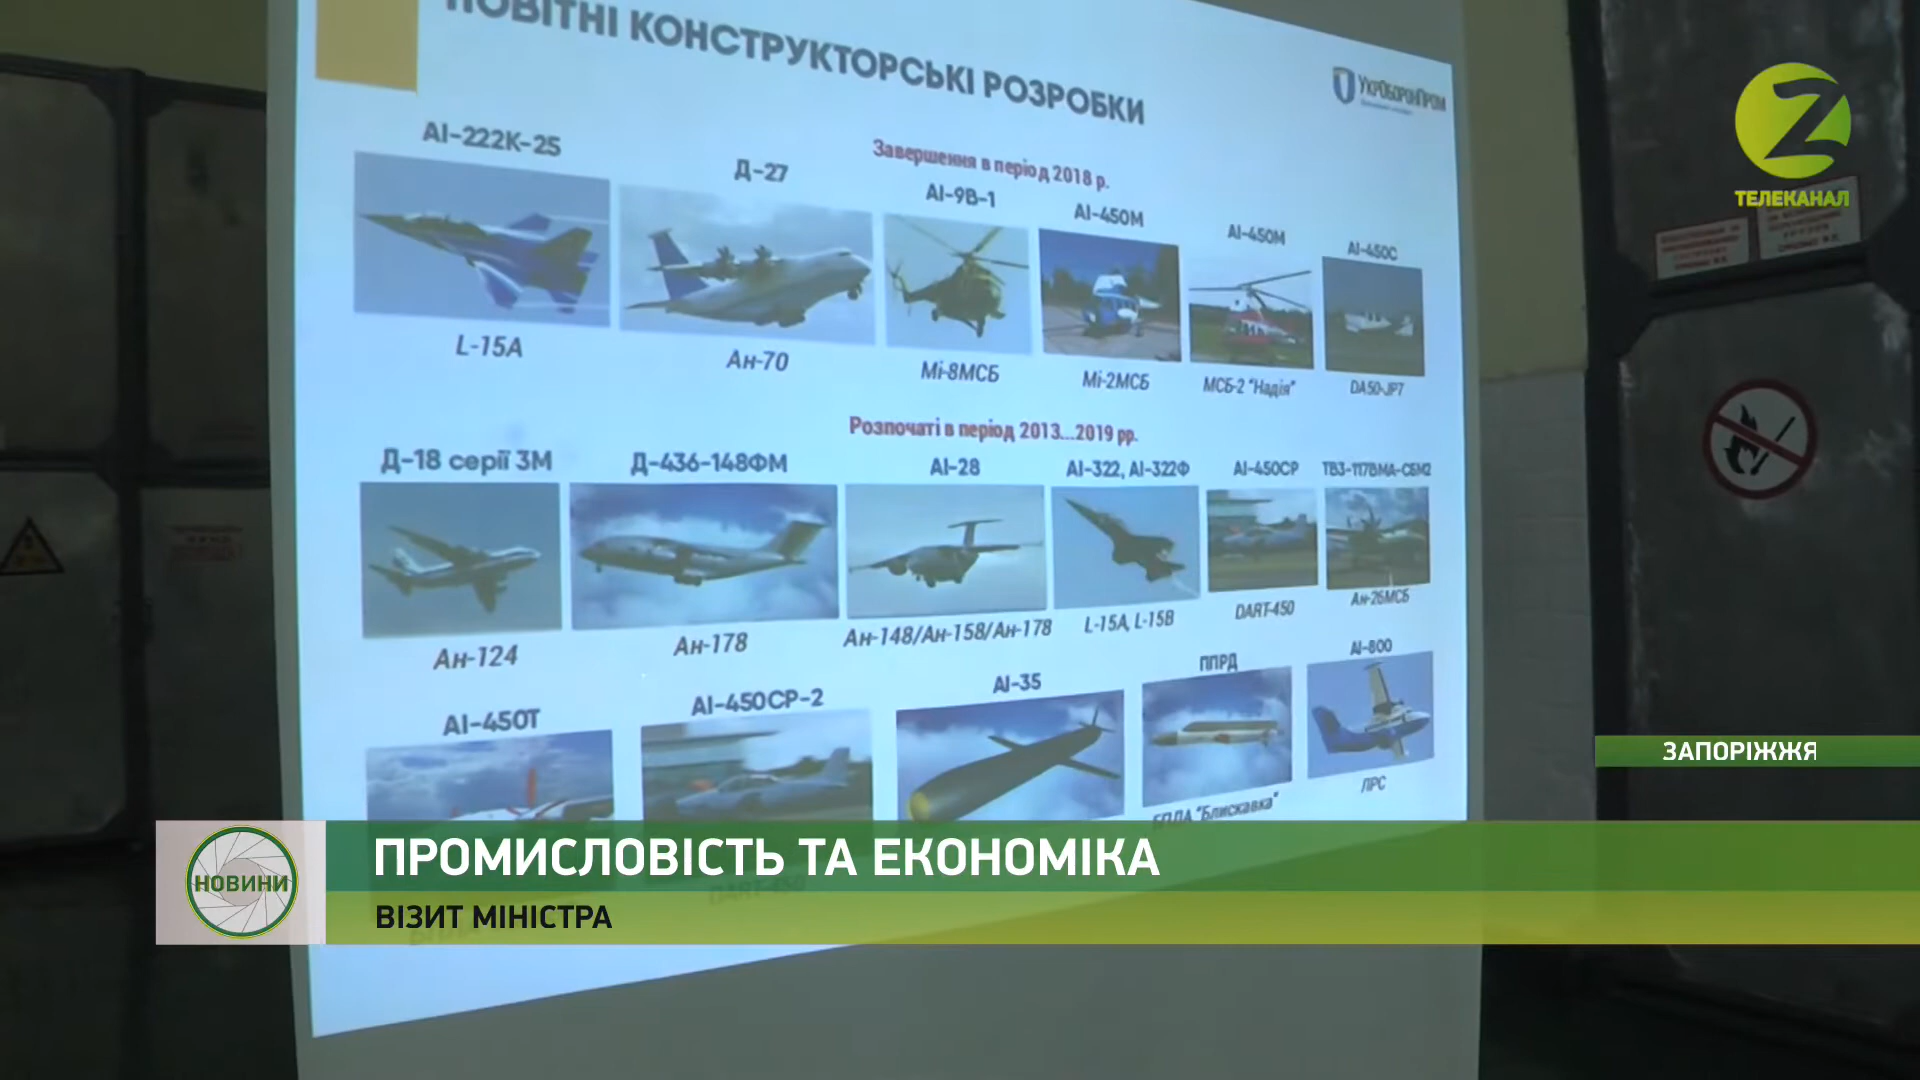 НОВІТНІ КОНСТРУКТОРСЬКІ РОЗРОБКИ
УКРОБОРОНПРОМ
Z
ТЕЛЕКАНАЛ
Завершення в період 2018 р.
АІ-222К-25
Д-27
АІ-9В-1
АІ-450М
АІ-450М
АІ-450С
L-15A
Ан-70
Мі-8МСБ
Мі-2МСБ
МСБ-2 "Надія"
DA50-JP7
Розпочаті в період 2013...2019 рр.
Д-18 серії 3М
Д-436-148ФМ
АІ-28
АІ-322, АІ-322Ф
АІ-450СР
ТВ3-117ВМА-СБМ2
Ан-124
Ан-178
Ан-148/Ан-158/Ан-178
L-15A, L-15B
DART-450
Ан-26МСБ
АІ-450Т
АІ-450СР-2
АІ-35
ППРД
АІ-800
БПЛА "Блискавка"
ЛРС
DART-450
ЗАПОРІЖЖЯ
НОВИНИ
ПРОМИСЛОВІСТЬ ТА ЕКОНОМІКА
ВІЗИТ МІНІСТРА